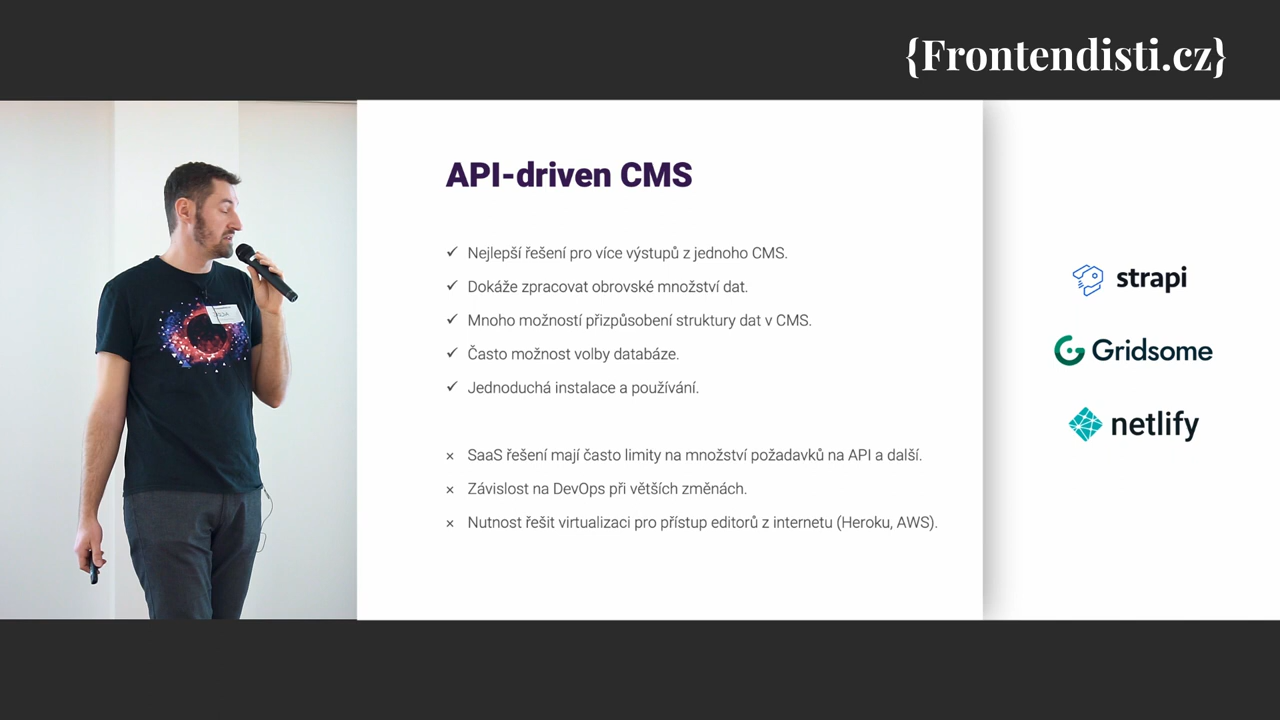 {Frontendisti.cz}
API-driven CMS
✓ Nejlepší řešení pro více výstupů z jednoho CMS.
✓ Dokáže zpracovat obrovské množství dat.
✓ Mnoho možností přizpůsobení struktury dat v CMS.
✓ Často možnost volby databáze.
✓ Jednoduchá instalace a používání.
× SaaS řešení mají často limity na množství požadavků na API a další.
× Závislost na DevOps při větších změnách.
× Nutnost řešit virtualizaci pro přístup editorů z internetu (Heroku, AWS).
strapi
Gridsome
netlify